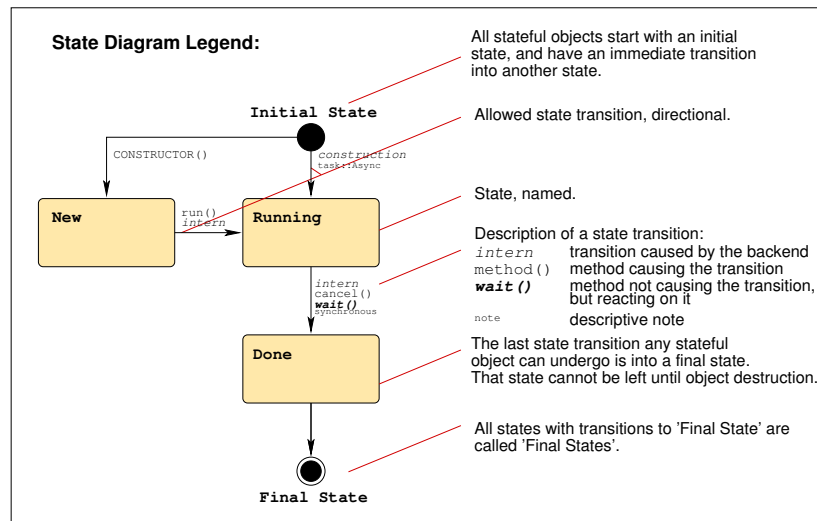 State Diagram Legend:
All stateful objects start with an initial
state, and have an immediate transition
into another state.
Initial State
Allowed state transition, directional.
CONSTRUCTOR()
construction
task::Async
New
run()
intern
Running
State, named.
Description of a state transition:
intern transition caused by the backend
method() method causing the transition
wait() method not causing the transition,
but reacting on it
note descriptive note
intern
cancel()
wait()
synchronous
Done
The last state transition any stateful
object can undergo is into a final state.
That state cannot be left until object destruction.
All states with transitions to ’Final State’ are
called ’Final States’.
Final State